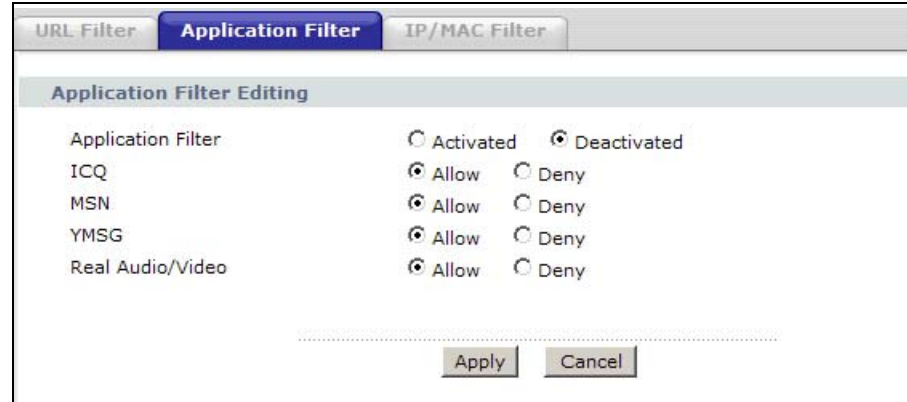 URL Filter Application Filter IP/MAC Filter
Application Filter Editing
Application Filter Activated Deactivated
ICQ Allow Deny
MSN Allow Deny
YMSG Allow Deny
Real Audio/Video Allow Deny
Apply Cancel